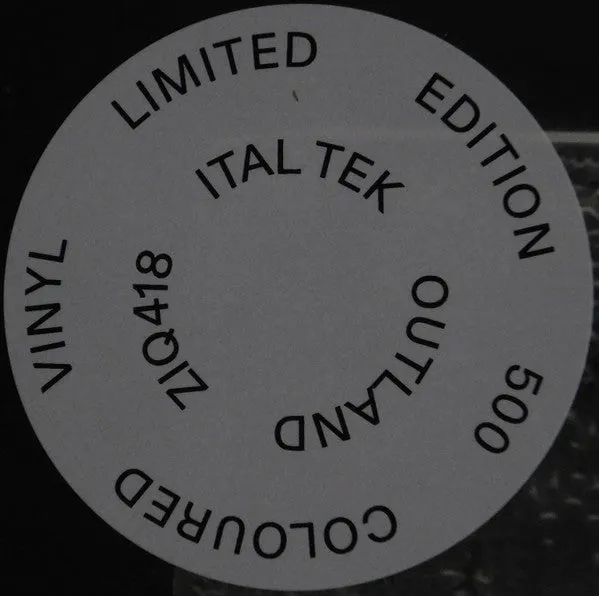 LIMITED EDITION 500 COLOURED VINYL
ITAL TEK OUTLAND ZIQ418